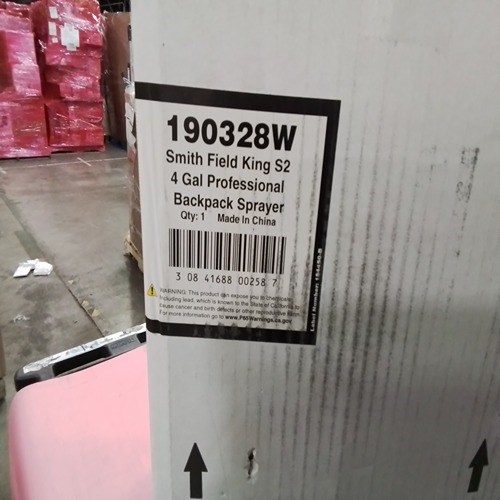 190328W
Smith Field King S2
4 Gal Professional
Backpack Sprayer
Qty: 1 Made In China
3 08 41688 00258 7
WARNING: This product can expose you to chemicals
including lead, which is known to the State of California to
cause cancer and birth defects or other reproductive harm.
For more information go to www.P65Warnings.ca.gov
Label Number: